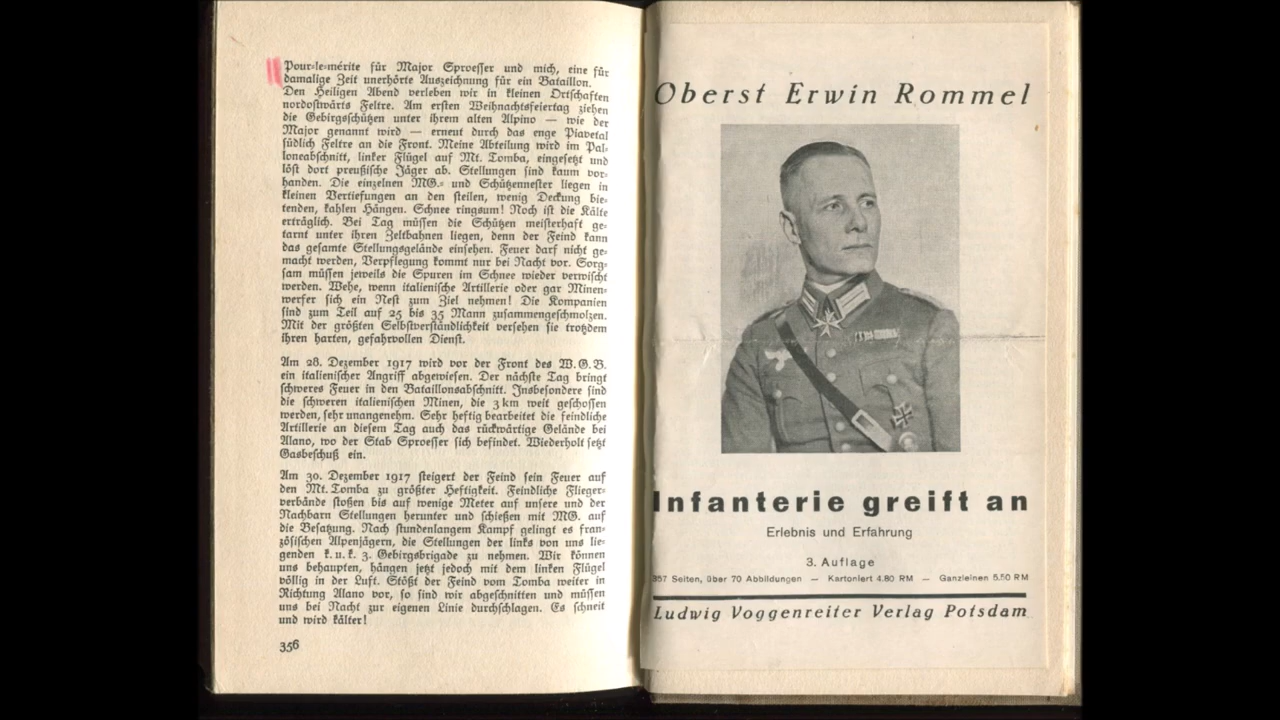 Pour-le-mérite für Major Sproesser und mich, eine für
damalige Zeit unerhörte Auszeichnung für ein Bataillon.
Den Heiligen Abend verleben wir in kleinen Ortschaften
nordostwärts Feltre. Am ersten Weihnachtsfeiertag ziehen
die Gebirgsschützen unter ihrem alten Alpino — wie der
Major genannt wird — erneut durch das enge Piavetal
südlich Feltre an die Front. Meine Abteilung wird im Pal-
loneabschnitt, linker Flügel auf Mt. Tomba, eingesetzt und
löst dort preußische Jäger ab. Stellungen sind kaum vor-
handen. Die einzelnen MG.- und Schützennester liegen in
kleinen Vertiefungen an den steilen, wenig Deckung bie-
tenden, kahlen Hängen. Schnee ringsum! Noch ist die Kälte
erträglich. Bei Tag müssen die Schützen meisterhaft ge-
tarnt unter ihren Zeltbahnen liegen, denn der Feind kann
das gesamte Stellungsgelände einsehen. Feuer darf nicht ge-
macht werden, Verpflegung kommt nur bei Nacht vor. Sorg-
sam müssen jeweils die Spuren im Schnee wieder verwischt
werden. Wehe, wenn italienische Artillerie oder gar Minen-
werfer sich ein Nest zum Ziel nehmen! Die Kompanien
sind zum Teil auf 25 bis 35 Mann zusammengeschmolzen.
Mit der größten Selbstverständlichkeit versehen sie trotzdem
ihren harten, gefahrvollen Dienst.
Am 28. Dezember 1917 wird vor der Front des W.G.B.
ein italienischer Angriff abgewiesen. Der nächste Tag bringt
schweres Feuer in den Bataillonsabschnitt. Insbesondere sind
die schweren italienischen Minen, die 3 km weit geschossen
werden, sehr unangenehm. Sehr heftig bearbeitet die feindliche
Artillerie an diesem Tag auch das rückwärtige Gelände bei
Alano, wo der Stab Sproesser sich befindet. Wiederholt setzt
Gasbeschuß ein.
Am 30. Dezember 1917 steigert der Feind sein Feuer auf
den Mt. Tomba zu größter Heftigkeit. Feindliche Flieger-
verbände stoßen bis auf wenige Meter auf unsere und der
Nachbarn Stellungen herunter und schießen mit MG. auf
die Besatzung. Nach stundenlangem Kampf gelingt es fran-
zösischen Alpenjägern, die Stellungen der links von uns lie-
genden k. u. k. 3. Gebirgsbrigade zu nehmen. Wir können
uns behaupten, hängen jetzt jedoch mit dem linken Flügel
völlig in der Luft. Stößt der Feind vom Tomba weiter in
Richtung Alano vor, so sind wir abgeschnitten und müssen
uns bei Nacht zur eigenen Linie durchschlagen. Es schneit
und wird kälter!
356
Oberst Erwin Rommel
Infanterie greift an
Erlebnis und Erfahrung
3. Auflage
357 Seiten, über 70 Abbildungen — Kartoniert 4.80 RM — Ganzleinen 5.50 RM
Ludwig Voggenreiter Verlag Potsdam